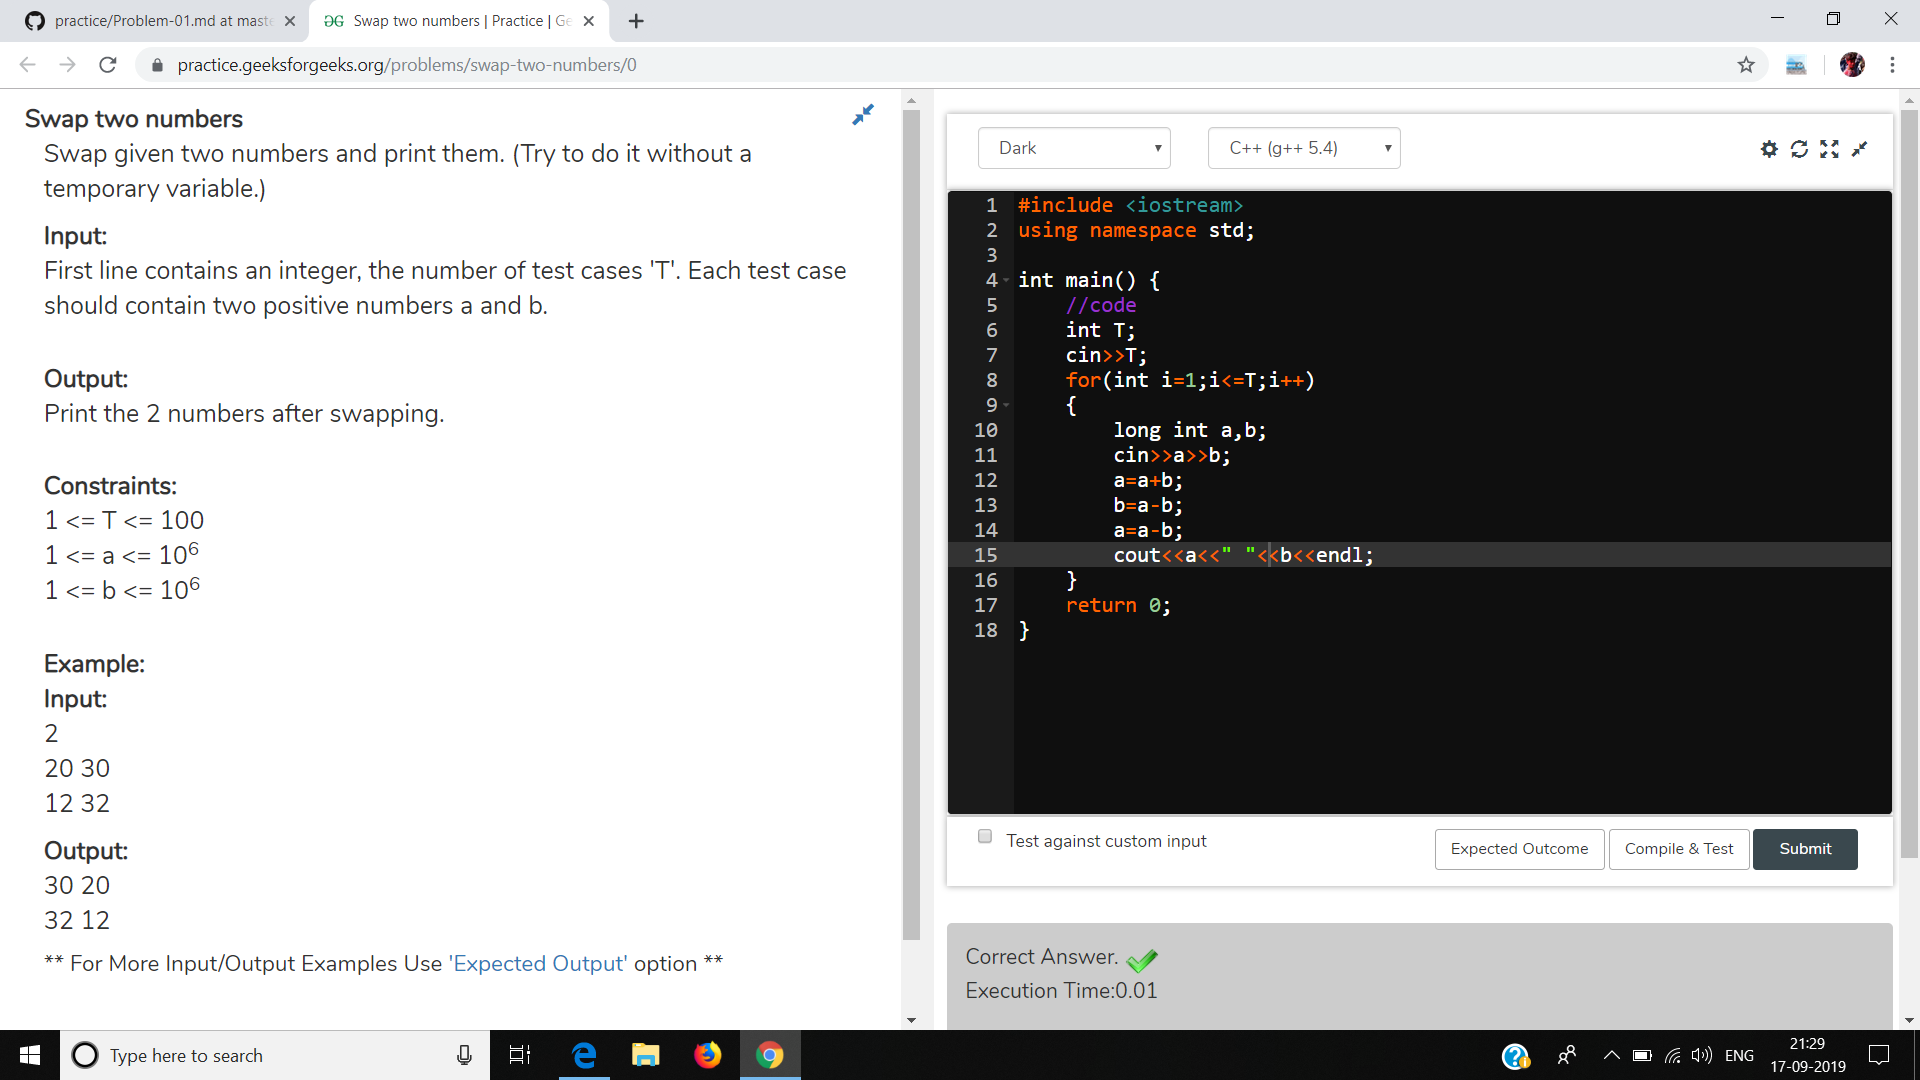 practice/Problem-01.md at maste
Swap two numbers | Practice | Ge
practice.geeksforgeeks.org/problems/swap-two-numbers/0
Swap two numbers
Swap given two numbers and print them. (Try to do it without a
temporary variable.)
Input:
First line contains an integer, the number of test cases 'T'. Each test case
should contain two positive numbers a and b.
Output:
Print the 2 numbers after swapping.
Constraints:
1 <= T <= 100
1 <= a <= 10⁶
1 <= b <= 10⁶
Example:
Input:
2
20 30
12 32
Output:
30 20
32 12
** For More Input/Output Examples Use 'Expected Output' option **
Dark
C++ (g++ 5.4)
1 #include <iostream>
2 using namespace std;
3
4 int main() {
5 //code
6 int T;
7 cin>>T;
8 for(int i=1;i<=T;i++)
9 {
10 long int a,b;
11 cin>>a>>b;
12 a=a+b;
13 b=a-b;
14 a=a-b;
15 cout<<a<<" "<<b<<endl;
16 }
17 return 0;
18 }
Test against custom input
Expected Outcome
Compile & Test
Submit
Correct Answer.
Execution Time:0.01
Type here to search
ENG
21:29
17-09-2019